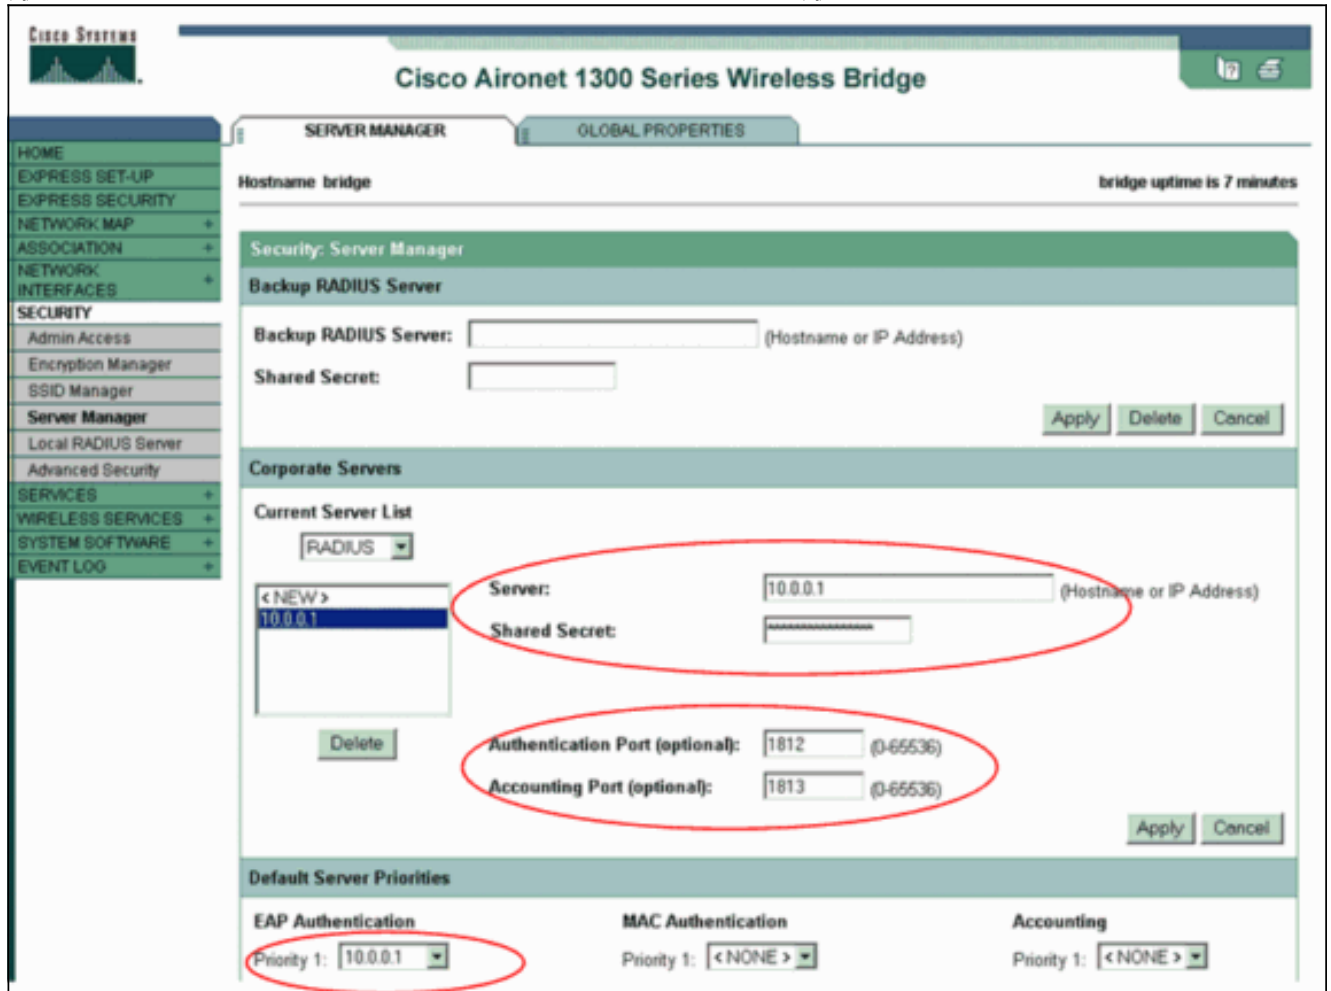 CISCO SYSTEMS
Cisco Aironet 1300 Series Wireless Bridge
SERVER MANAGER
GLOBAL PROPERTIES
HOME
EXPRESS SET-UP
EXPRESS SECURITY
NETWORK MAP +
ASSOCIATION +
NETWORK
INTERFACES +
SECURITY
Admin Access
Encryption Manager
SSID Manager
Server Manager
Local RADIUS Server
Advanced Security
SERVICES +
WIRELESS SERVICES +
SYSTEM SOFTWARE +
EVENT LOG +
Hostname bridge
bridge uptime is 7 minutes
Security: Server Manager
Backup RADIUS Server
Backup RADIUS Server: (Hostname or IP Address)
Shared Secret:
Apply Delete Cancel
Corporate Servers
Current Server List
RADIUS
< NEW >
10.0.0.1
Delete
Server: 10.0.0.1 (Hostname or IP Address)
Shared Secret:
Authentication Port (optional): 1812 (0-65536)
Accounting Port (optional): 1813 (0-65536)
Apply Cancel
Default Server Priorities
EAP Authentication
Priority 1: 10.0.0.1
MAC Authentication
Priority 1: < NONE >
Accounting
Priority 1: < NONE >